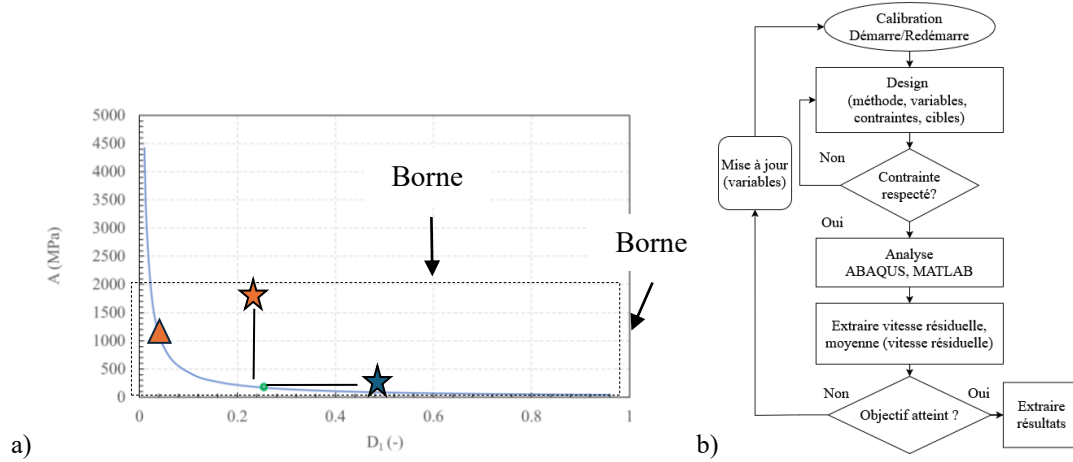 a)
A (MPa)
5000
4500
4000
3500
3000
2500
2000
1500
1000
500
0
0
0.2
0.4
0.6
0.8
1
D₁ (-)
Borne
Borne
b)
Calibration
Démarre/Redémarre
Design
(méthode, variables,
contraintes, cibles)
Non
Contrainte
respecté?
Oui
Mise à jour
(variables)
Analyse
ABAQUS, MATLAB
Extraire vitesse résiduelle,
moyenne (vitesse résiduelle)
Non
Objectif atteint ?
Oui
Extraire
résultats